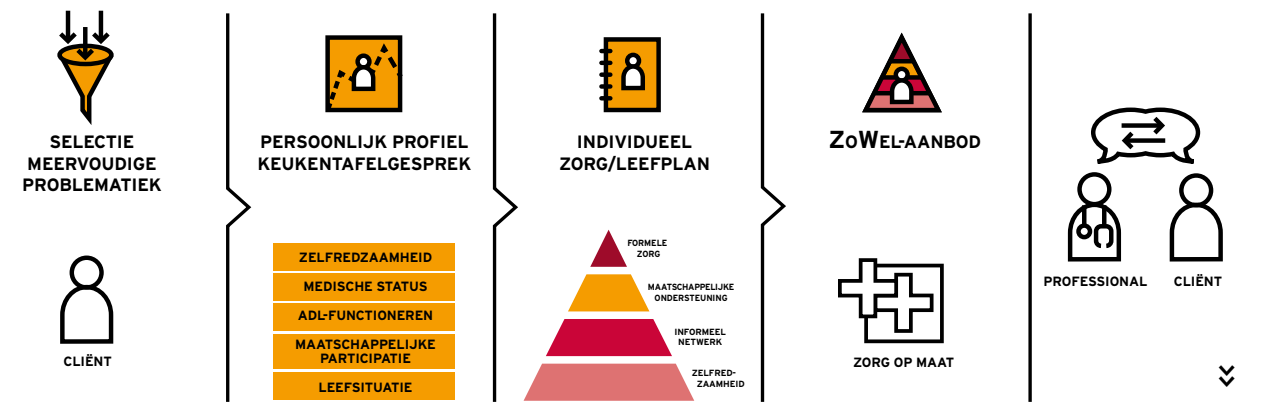 SELECTIE
MEERVOUDIGE
PROBLEMATIEK
CLIËNT
PERSOONLIJK PROFIEL
KEUKENTAFELGESPREK
ZELFREDZAAMHEID
MEDISCHE STATUS
ADL-FUNCTIONEREN
MAATSCHAPPELIJKE
PARTICIPATIE
LEEFSITUATIE
INDIVIDUEEL
ZORG/LEEFPLAN
FORMELE
ZORG
MAATSCHAPPELIJKE
ONDERSTEUNING
INFORMEEL
NETWERK
ZELFRED-
ZAAMHEID
ZOWEL-AANBOD
ZORG OP MAAT
PROFESSIONAL
CLIËNT